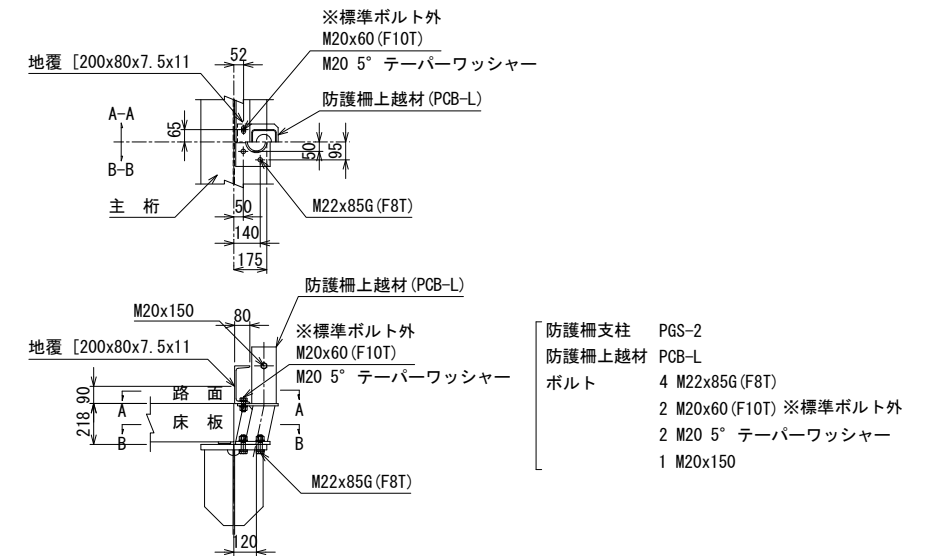 ※標準ボルト外
M20x60(F10T)
M20 5° テーパーワッシャー
52
地覆 [200x80x7.5x11
防護柵上越材(PCB-L)
A-A
65
B-B
50
95
主 桁
50
M22x85G(F8T)
140
175
防護柵上越材(PCB-L)
M20x150
80
※標準ボルト外
地覆 [200x80x7.5x11
M20x60(F10T)
M20 5° テーパーワッシャー
90
路 面
A
A
218
床 板
B
B
M22x85G(F8T)
120
防護柵支柱 PGS-2
防護柵上越材 PCB-L
ボルト 4 M22x85G(F8T)
2 M20x60(F10T) ※標準ボルト外
2 M20 5° テーパーワッシャー
1 M20x150